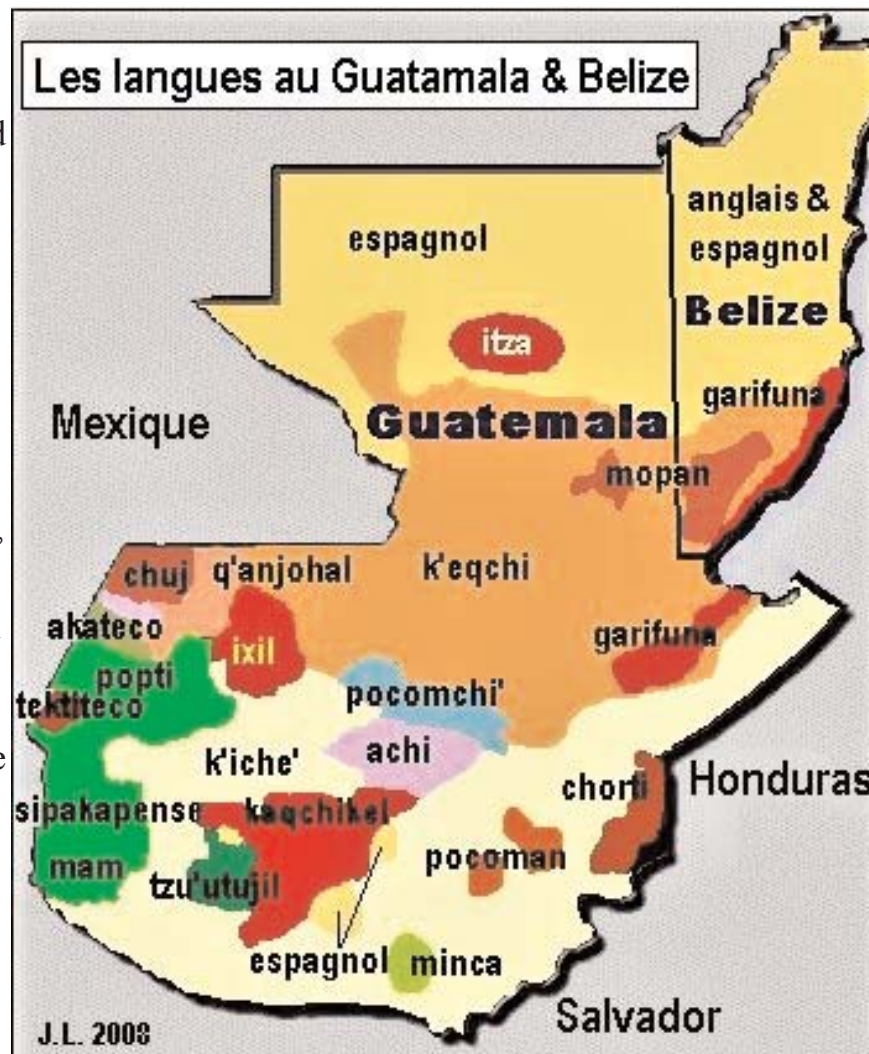 Les langues au Guatamala & Belize
d
espagnol
anglais &
espagnol
Belize
itza
garifuna
Mexique
Guatemala
mopan
,
chuj
q'anjohal
k'eqchi
akateco
ixil
garifuna
popti
pocomchi'
tektiteco
e
k'iche'
achi
chorti
Honduras
sipakapense
kaqchikel
mam
tzu'utujil
pocoman
espagnol
minca
Salvador
J.L. 2008